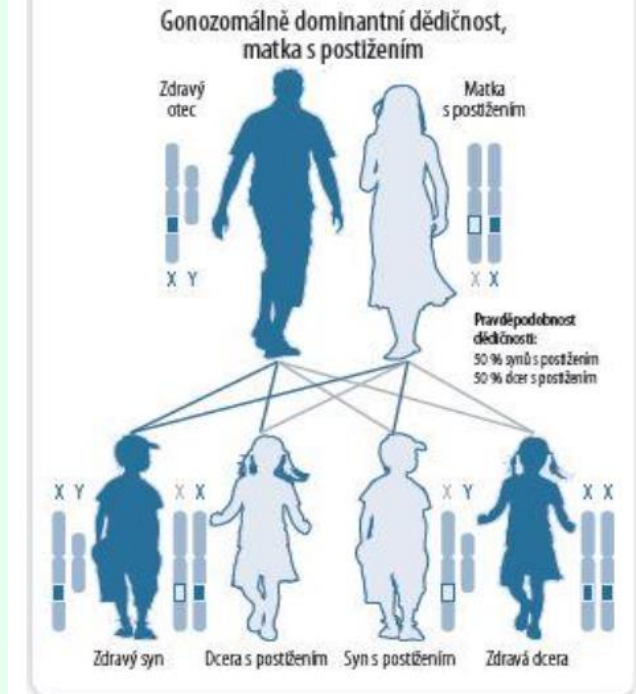 Gonozomálně dominantní dědičnost,
matka s postižením
Zdravý
otec
Matka
s postižením
X Y
X X
Pravděpodobnost
dědičnosti:
50 % synů s postižením
50 % dcer s postižením
X Y
X X
X Y
X X
Zdravý syn
Dcera s postižením
Syn s postižením
Zdravá dcera